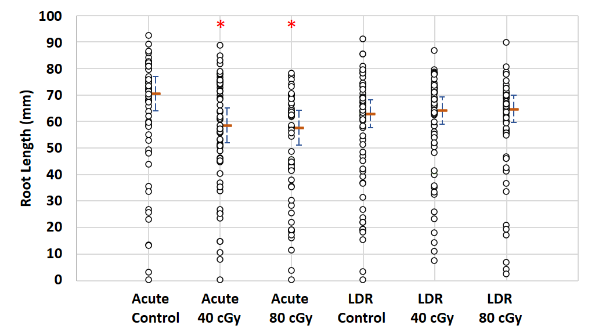 100
90
80
70
60
50
40
30
20
10
0
Root Length (mm)
* *
Acute Control
Acute 40 cGy
Acute 80 cGy
LDR Control
LDR 40 cGy
LDR 80 cGy